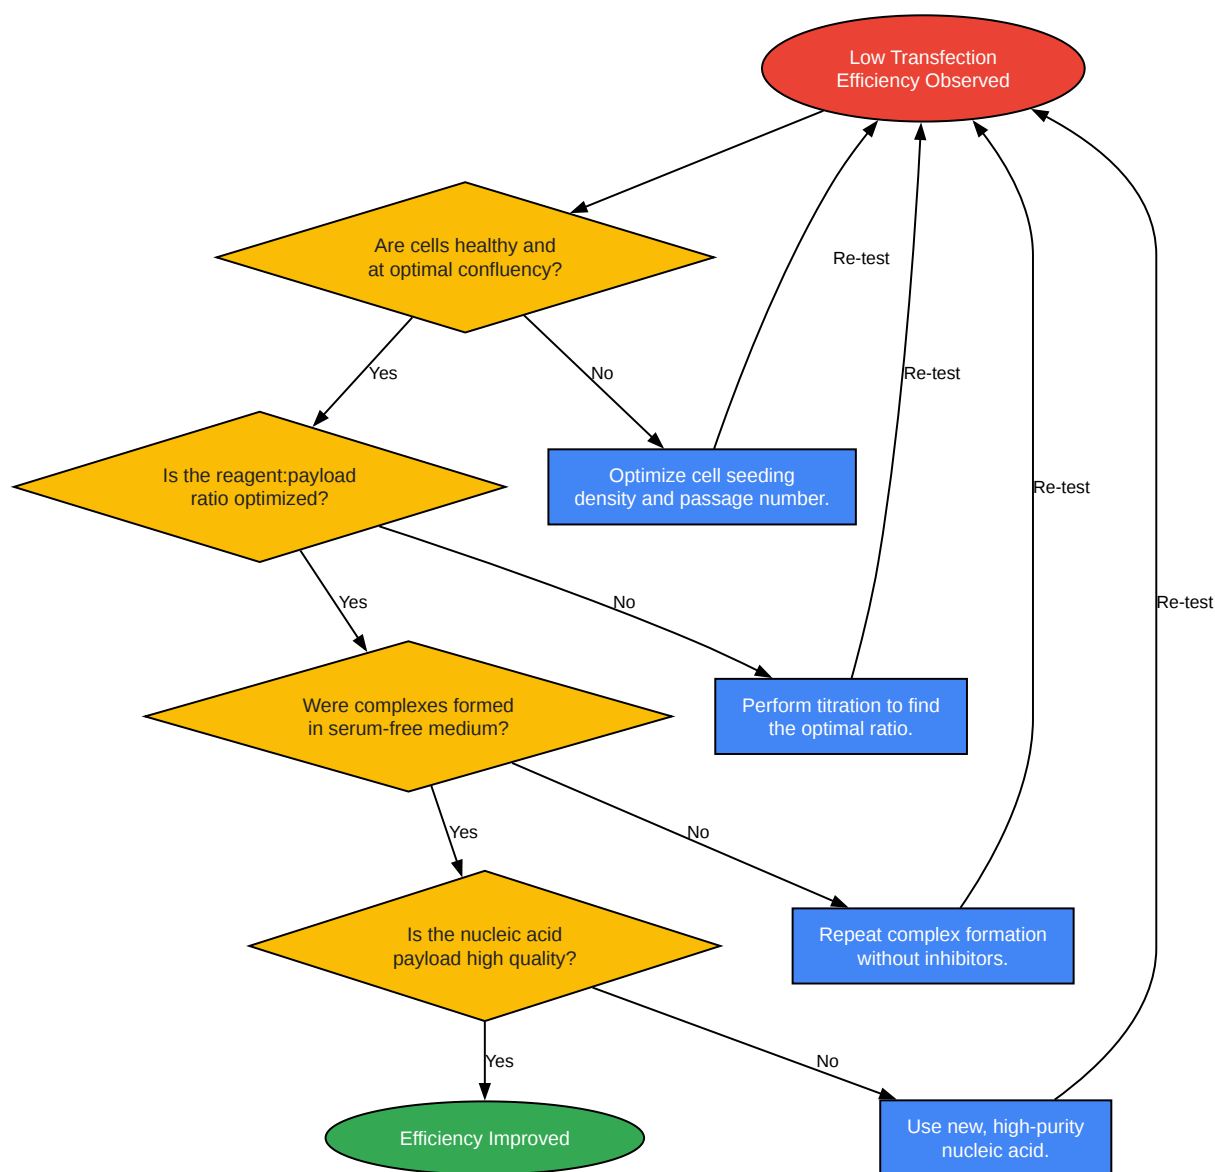 Low Transfection
Efficiency Observed
Are cells healthy and
at optimal confluency?
Re-test
Yes
No
Re-test
Is the reagent:payload
ratio optimized?
Optimize cell seeding
density and passage number.
Re-test
Yes
No
Re-test
Were complexes formed
in serum-free medium?
Perform titration to find
the optimal ratio.
Yes
No
Is the nucleic acid
payload high quality?
Repeat complex formation
without inhibitors.
Yes
No
Efficiency Improved
Use new, high-purity
nucleic acid.